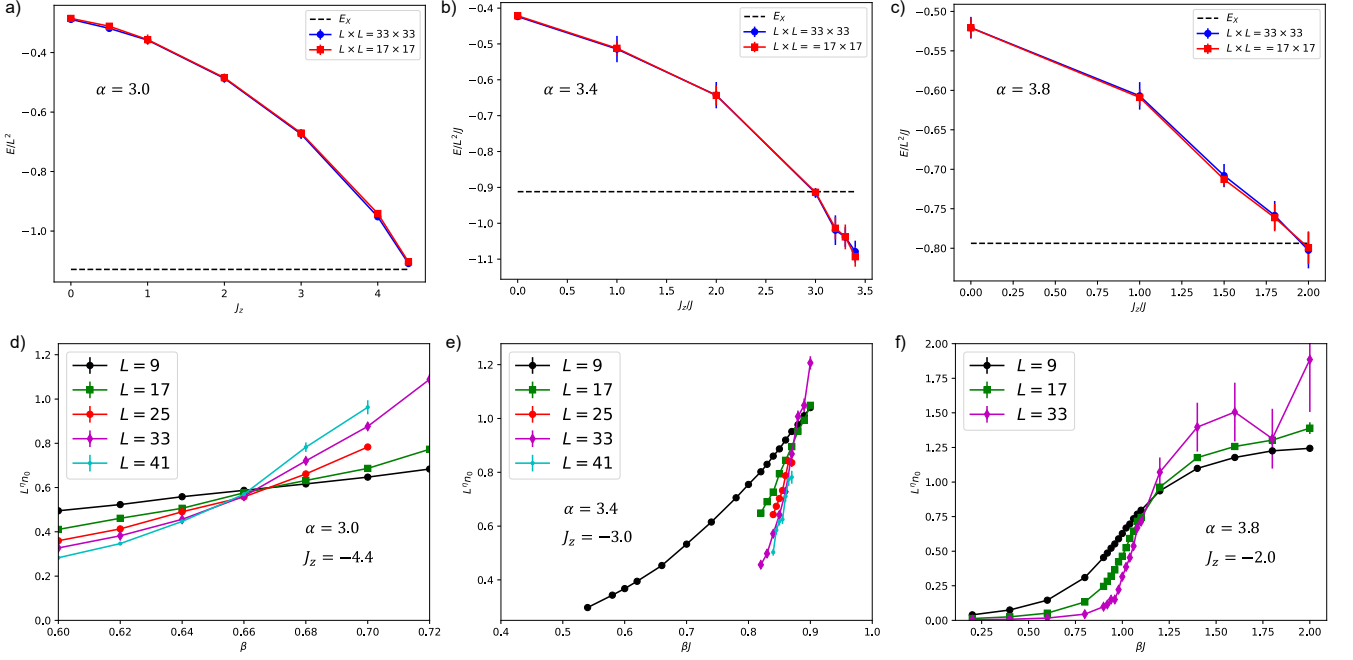 a)
E_X
L × L = 33 × 33
L × L = 17 × 17
α = 3.0
E/L²
−0.4
−0.6
−0.8
−1.0
0
1
2
3
4
J_z
b)
E_X
L × L = 33 × 33
L × L == 17 × 17
α = 3.4
E/L²/J
−0.4
−0.5
−0.6
−0.7
−0.8
−0.9
−1.0
−1.1
0.0
0.5
1.0
1.5
2.0
2.5
3.0
3.5
J_z/J
c)
E_X
L × L = 33 × 33
L × L == 17 × 17
α = 3.8
E/L²/J
−0.50
−0.55
−0.60
−0.65
−0.70
−0.75
−0.80
0.00
0.25
0.50
0.75
1.00
1.25
1.50
1.75
2.00
J_z/J
d)
L = 9
L = 17
L = 25
L = 33
L = 41
α = 3.0
J_z = −4.4
L^η n₀
1.2
1.0
0.8
0.6
0.4
0.2
0.0
0.60
0.62
0.64
0.66
0.68
0.70
0.72
β
e)
L = 9
L = 17
L = 25
L = 33
L = 41
α = 3.4
J_z = −3.0
L^η n₀
1.2
1.0
0.8
0.6
0.4
0.4
0.5
0.6
0.7
0.8
0.9
1.0
βJ
f)
L = 9
L = 17
L = 33
α = 3.8
J_z = −2.0
L^η n₀
2.00
1.75
1.50
1.25
1.00
0.75
0.50
0.25
0.00
0.25
0.50
0.75
1.00
1.25
1.50
1.75
2.00
βJ